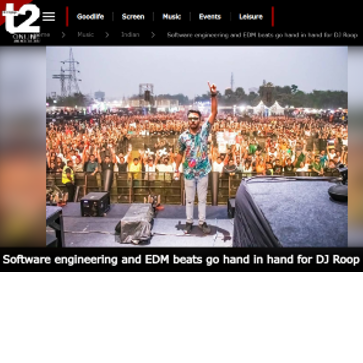 t2
ONLINE
Goodlife Screen Music Events Leisure
Home > Music > Indian > Software engineering and EDM beats go hand in hand for DJ Roop
Software engineering and EDM beats go hand in hand for DJ Roop